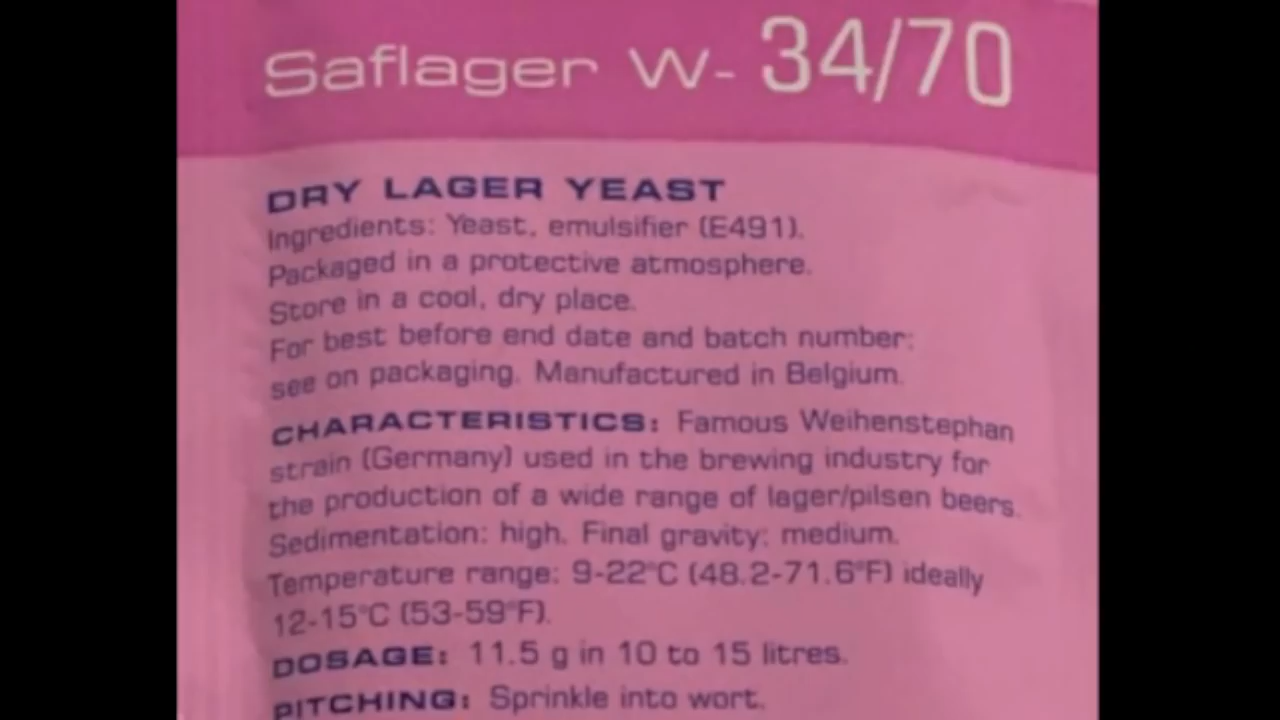 Saflager W- 34/70
DRY LAGER YEAST
Ingredients: Yeast, emulsifier (E491).
Packaged in a protective atmosphere.
Store in a cool, dry place.
For best before end date and batch number:
see on packaging. Manufactured in Belgium.
CHARACTERISTICS: Famous Weihenstephan
strain (Germany) used in the brewing industry for
the production of a wide range of lager/pilsen beers.
Sedimentation: high. Final gravity: medium.
Temperature range: 9-22°C (48.2-71.6°F) ideally
12-15°C (53-59°F).
DOSAGE: 11.5 g in 10 to 15 litres.
PITCHING: Sprinkle into wort.